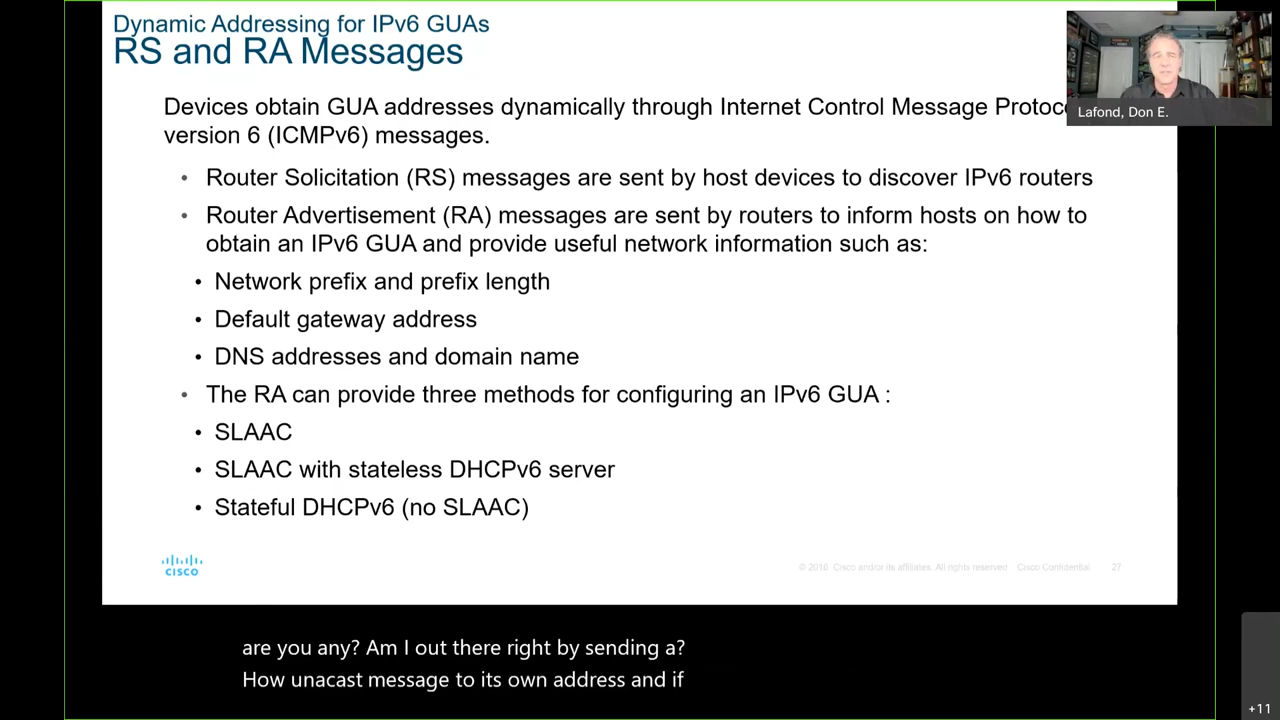 Dynamic Addressing for IPv6 GUAs
RS and RA Messages
Devices obtain GUA addresses dynamically through Internet Control Message Protoco
version 6 (ICMPv6) messages.
• Router Solicitation (RS) messages are sent by host devices to discover IPv6 routers
• Router Advertisement (RA) messages are sent by routers to inform hosts on how to
obtain an IPv6 GUA and provide useful network information such as:
• Network prefix and prefix length
• Default gateway address
• DNS addresses and domain name
• The RA can provide three methods for configuring an IPv6 GUA :
• SLAAC
• SLAAC with stateless DHCPv6 server
• Stateful DHCPv6 (no SLAAC)
CISCO
© 2016 Cisco and/or its affiliates. All rights reserved Cisco Confidential 27
Lafond, Don E.
are you any? Am I out there right by sending a?
How unacast message to its own address and if
+11